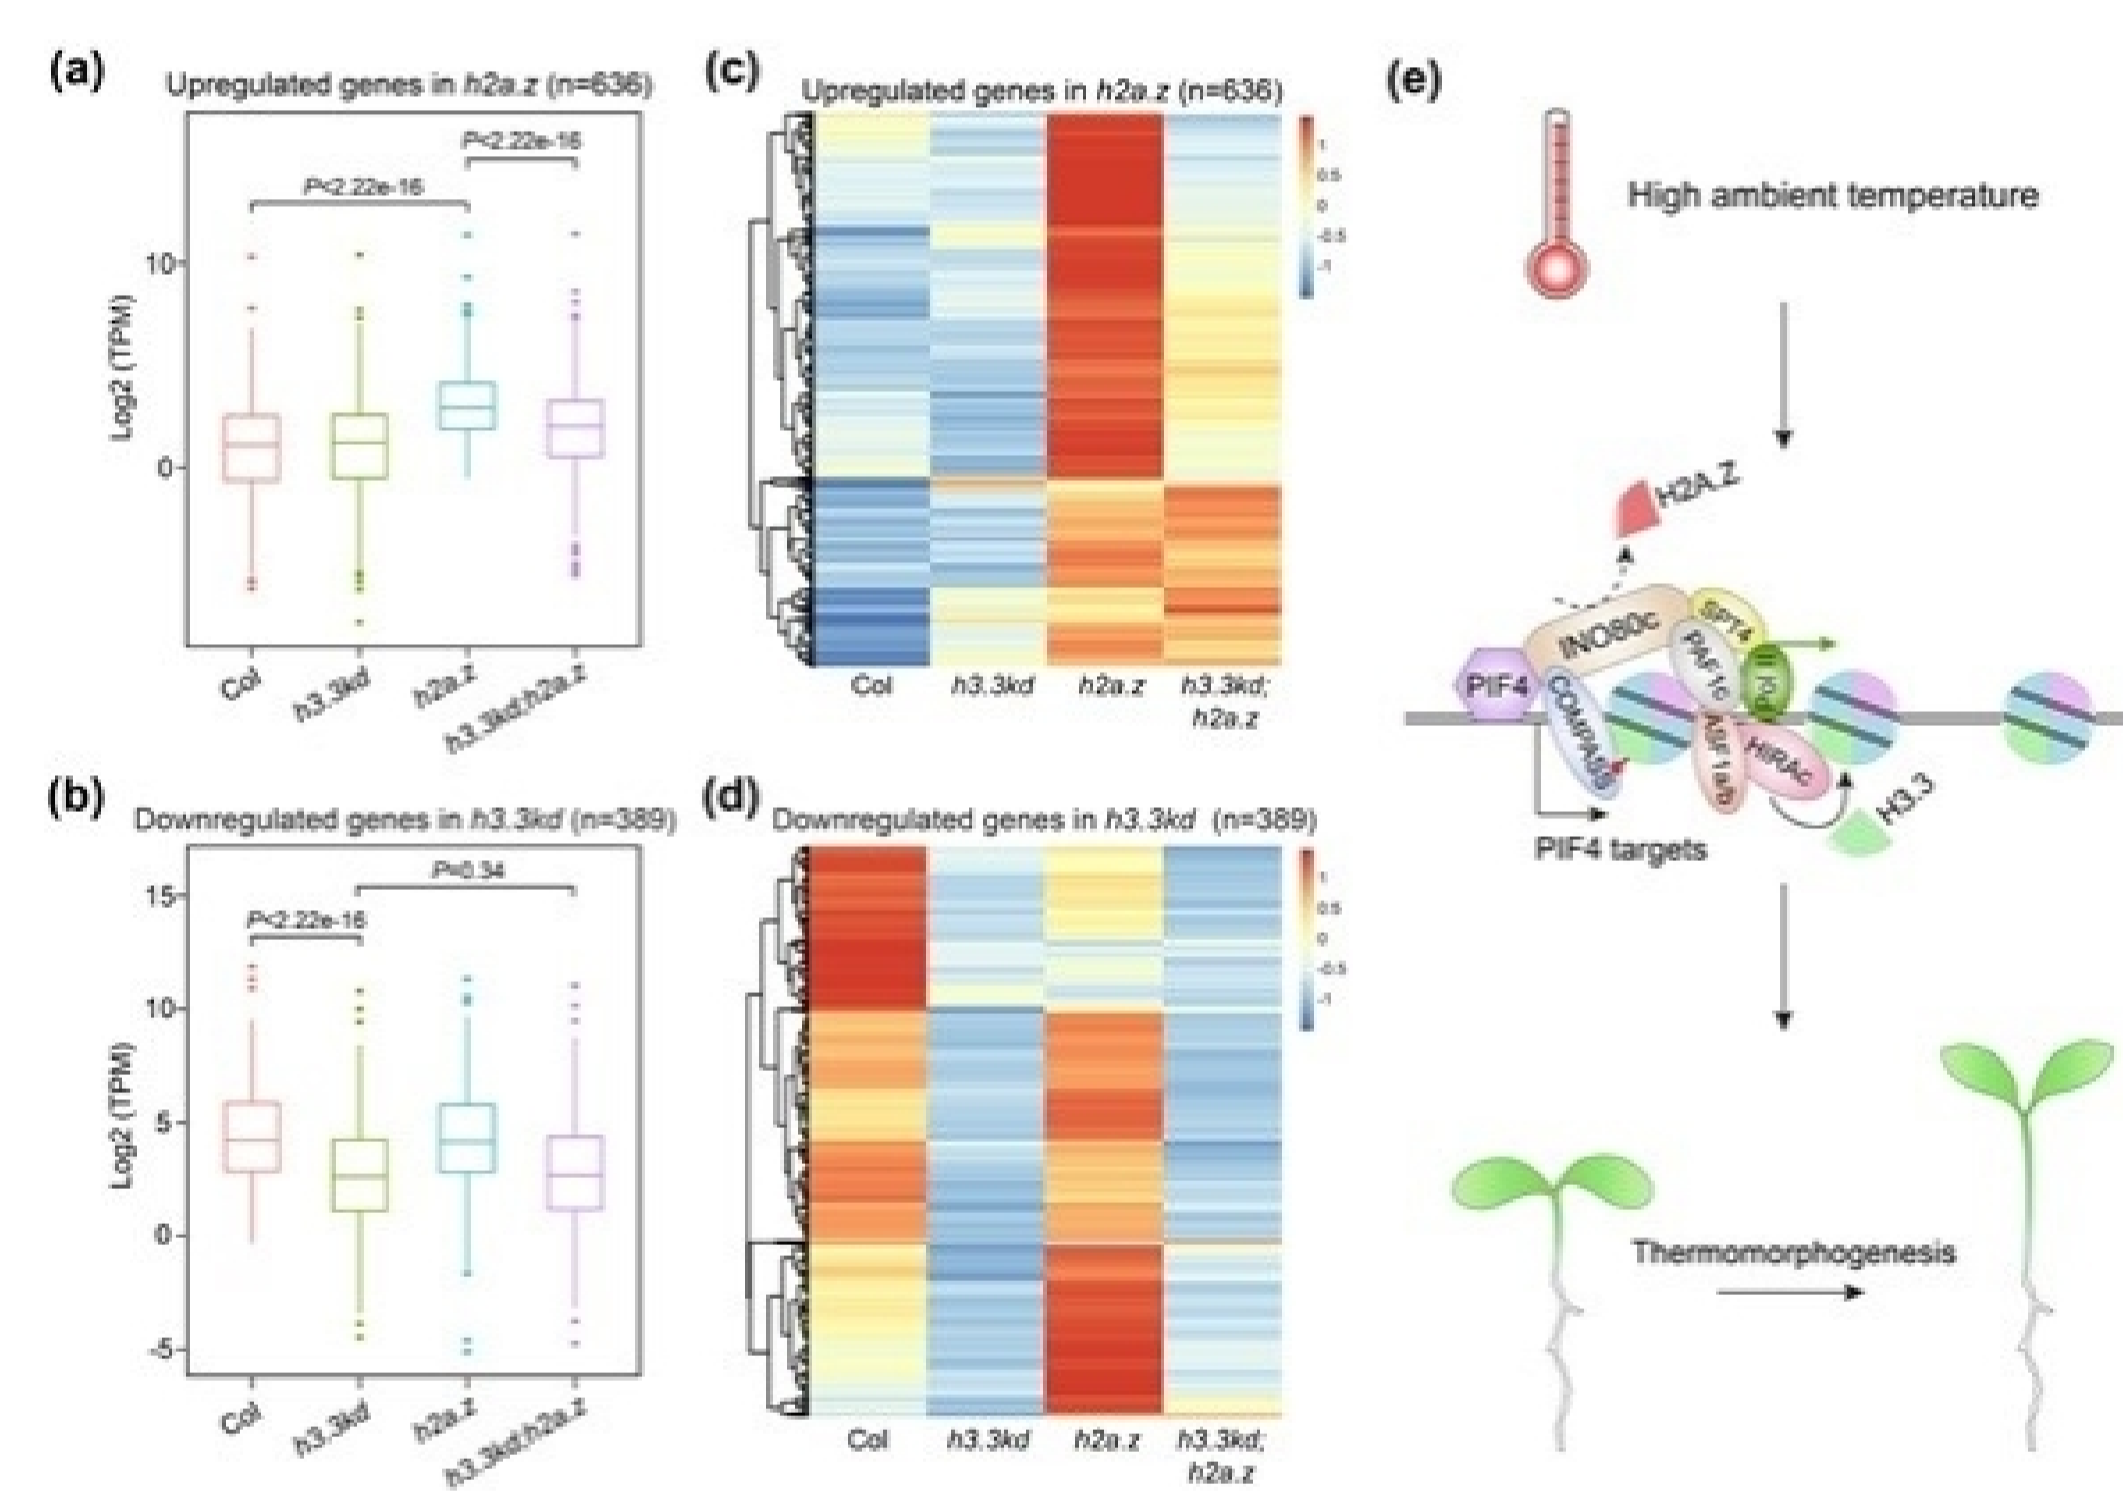 (a)
Upregulated genes in h2a.z (n=636)
P<2.22e-16
P<2.22e-16
Log2 (TPM)
10
0
Col
h3.3kd
h2a.z
h3.3kd;h2a.z
(c)
Upregulated genes in h2a.z (n=636)
1
0.5
0
-0.5
-1
Col
h3.3kd
h2a.z
h3.3kd;
h2a.z
(b)
Downregulated genes in h3.3kd (n=389)
P=0.34
P<2.22e-16
Log2 (TPM)
15
10
5
0
-5
Col
h3.3kd
h2a.z
h3.3kd;h2a.z
(d)
Downregulated genes in h3.3kd (n=389)
1
0.5
0
-0.5
-1
Col
h3.3kd
h2a.z
h3.3kd;
h2a.z
(e)
High ambient temperature
H2A.Z
INO80c
SPT4
PAF1c
Pol II
PIF4
COMPASS
ASF1a/b
HIRAc
H3.3
PIF4 targets
Thermomorphogenesis